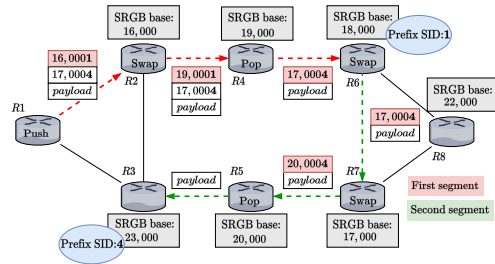 SRGB base:
16,000
SRGB base:
19,000
SRGB base:
18,000
Prefix SID:1
16,0001
17,0004
payload
Swap
R2
19,0001
17,0004
payload
Pop
R4
17,0004
payload
Swap
R6
SRGB base:
22,000
R1
Push
17,0004
payload
R8
R3
payload
R5
Pop
20,0004
payload
R7
Swap
First segment
Second segment
Prefix SID:4
SRGB base:
23,000
SRGB base:
20,000
SRGB base:
17,000